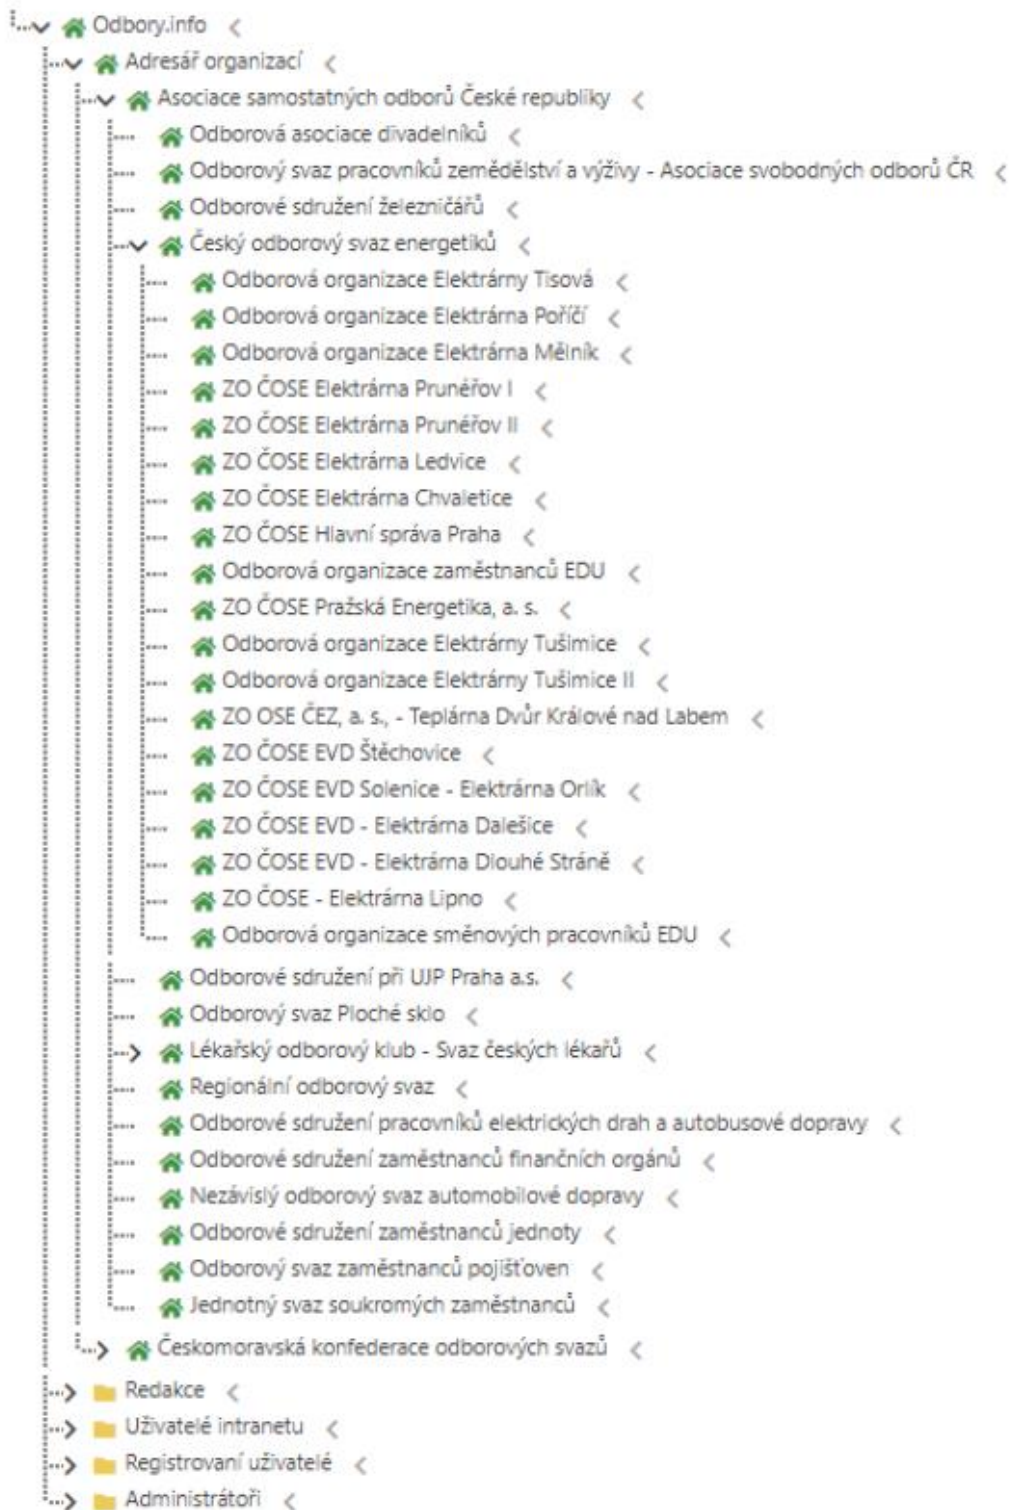 Odbory.info
Adresář organizací
Asociace samostatných odborů České republiky
Odborová asociace divadelníků
Odborový svaz pracovníků zemědělství a výživy - Asociace svobodných odborů ČR
Odborové sdružení železničářů
Český odborový svaz energetiků
Odborová organizace Elektrárny Tisová
Odborová organizace Elektrárna Poříčí
Odborová organizace Elektrárna Mělník
ZO ČOSE Elektrárna Prunéřov I
ZO ČOSE Elektrárna Prunéřov II
ZO ČOSE Elektrárna Ledvice
ZO ČOSE Elektrárna Chvaletice
ZO ČOSE Hlavní správa Praha
Odborová organizace zaměstnanců EDU
ZO ČOSE Pražská Energetika, a. s.
Odborová organizace Elektrárny Tušimice
Odborová organizace Elektrárny Tušimice II
ZO OSE ČEZ, a. s., - Teplárna Dvůr Králové nad Labem
ZO ČOSE EVD Štěchovice
ZO ČOSE EVD Solenice - Elektrárna Orlík
ZO ČOSE EVD - Elektrárna Dalešice
ZO ČOSE EVD - Elektrárna Dlouhé Stráně
ZO ČOSE - Elektrárna Lipno
Odborová organizace směnových pracovníků EDU
Odborové sdružení při UJP Praha a.s.
Odborový svaz Ploché sklo
Lékařský odborový klub - Svaz českých lékařů
Regionální odborový svaz
Odborové sdružení pracovníků elektrických drah a autobusové dopravy
Odborové sdružení zaměstnanců finančních orgánů
Nezávislý odborový svaz automobilové dopravy
Odborové sdružení zaměstnanců jednoty
Odborový svaz zaměstnanců pojišťoven
Jednotný svaz soukromých zaměstnanců
Českomoravská konfederace odborových svazů
Redakce
Uživatelé intranetu
Registrovaní uživatelé
Administrátoři